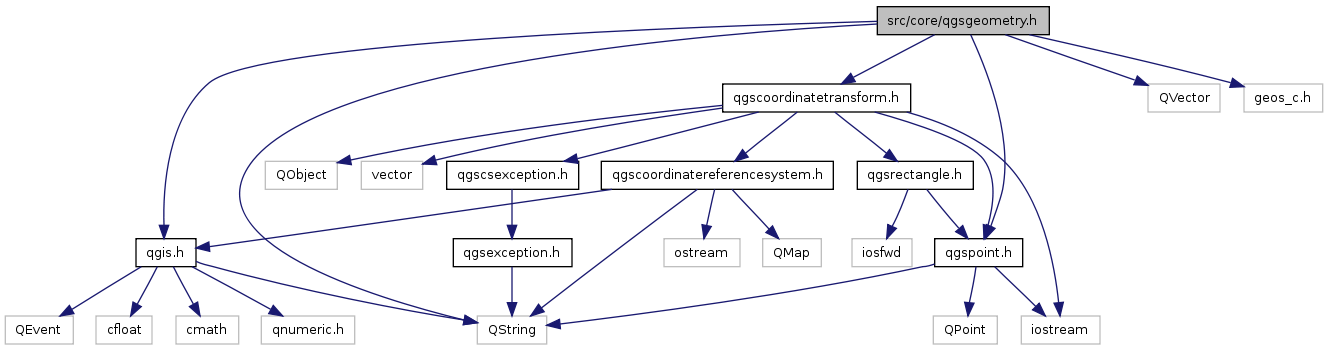 src/core/qgsgeometry.h
qgscoordinatetransform.h
QVector
geos_c.h
QObject
vector
qgscsexception.h
qgscoordinatereferencesystem.h
qgsrectangle.h
qgis.h
qgsexception.h
ostream
QMap
iosfwd
qgspoint.h
QEvent
cfloat
cmath
qnumeric.h
QString
QPoint
iostream